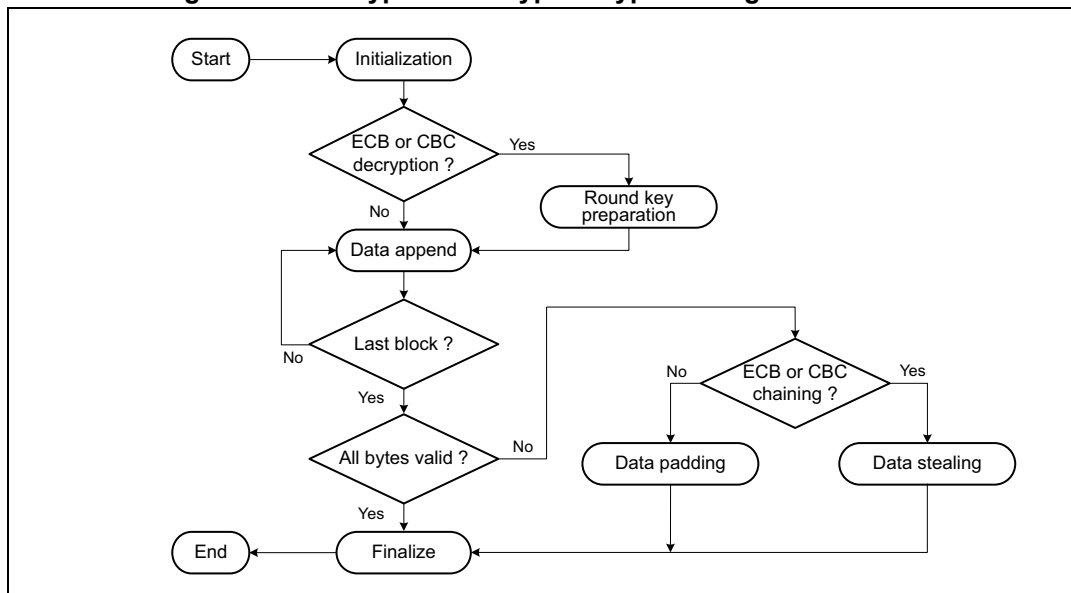 Start
Initialization
ECB or CBC
decryption ?
Yes
No
Round key
preparation
Data append
Last block ?
No
Yes
ECB or CBC
chaining ?
No
Yes
All bytes valid ?
No
Yes
Data padding
Data stealing
End
Finalize